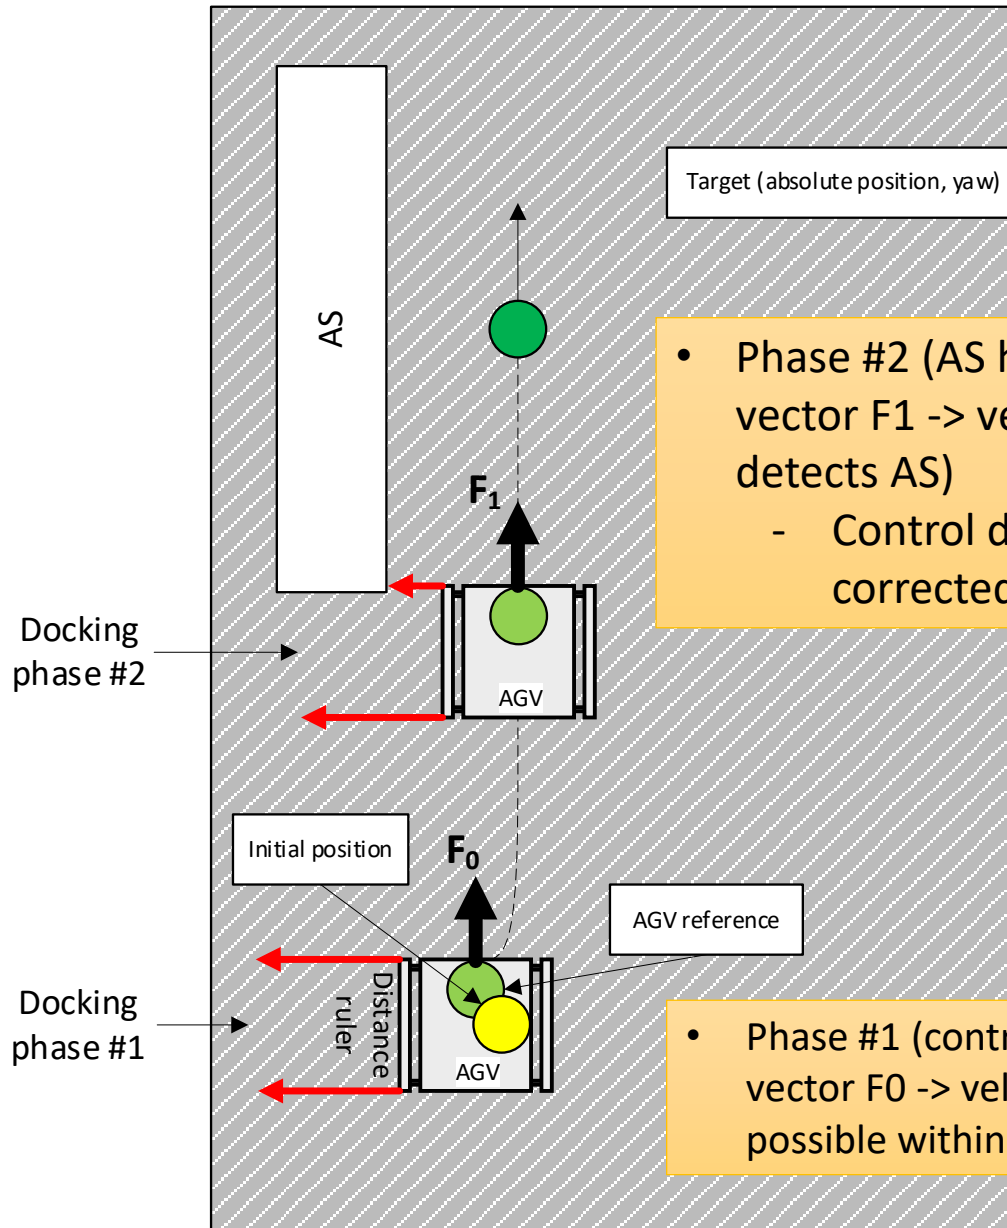 Target (absolute position, yaw)
AS
• Phase #2 (AS h
vector F1 -> ve
detects AS)
- Control d
corrected
F1
Docking
phase #2
AGV
Initial position
F0
AGV reference
Docking
phase #1
Distance
ruler
AGV
• Phase #1 (contr
vector F0 -> vel
possible within